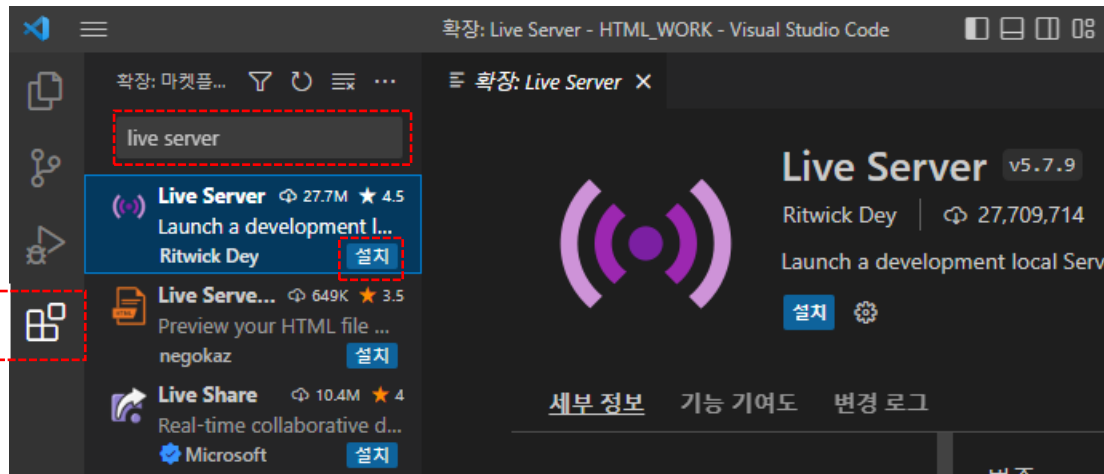 확장: Live Server - HTML_WORK - Visual Studio Code
확장: 마켓플...
확장: Live Server
live server
Live Server 27.7M 4.5
Launch a development l...
Ritwick Dey 설치
Live Serve... 649K 3.5
Preview your HTML file ...
negokaz 설치
Live Share 10.4M 4
Real-time collaborative d...
Microsoft 설치
Live Server v5.7.9
Ritwick Dey 27,709,714
Launch a development local Serv
설치
세부 정보 기능 기여도 변경 로그